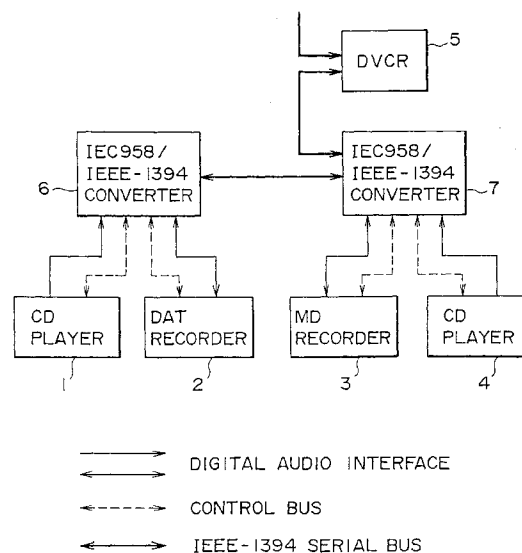 DVCR
5
IEC958/
IEEE-1394
CONVERTER
6
IEC958/
IEEE-1394
CONVERTER
7
CD
PLAYER
1
DAT
RECORDER
2
MD
RECORDER
3
CD
PLAYER
4
DIGITAL AUDIO INTERFACE
CONTROL BUS
IEEE-1394 SERIAL BUS